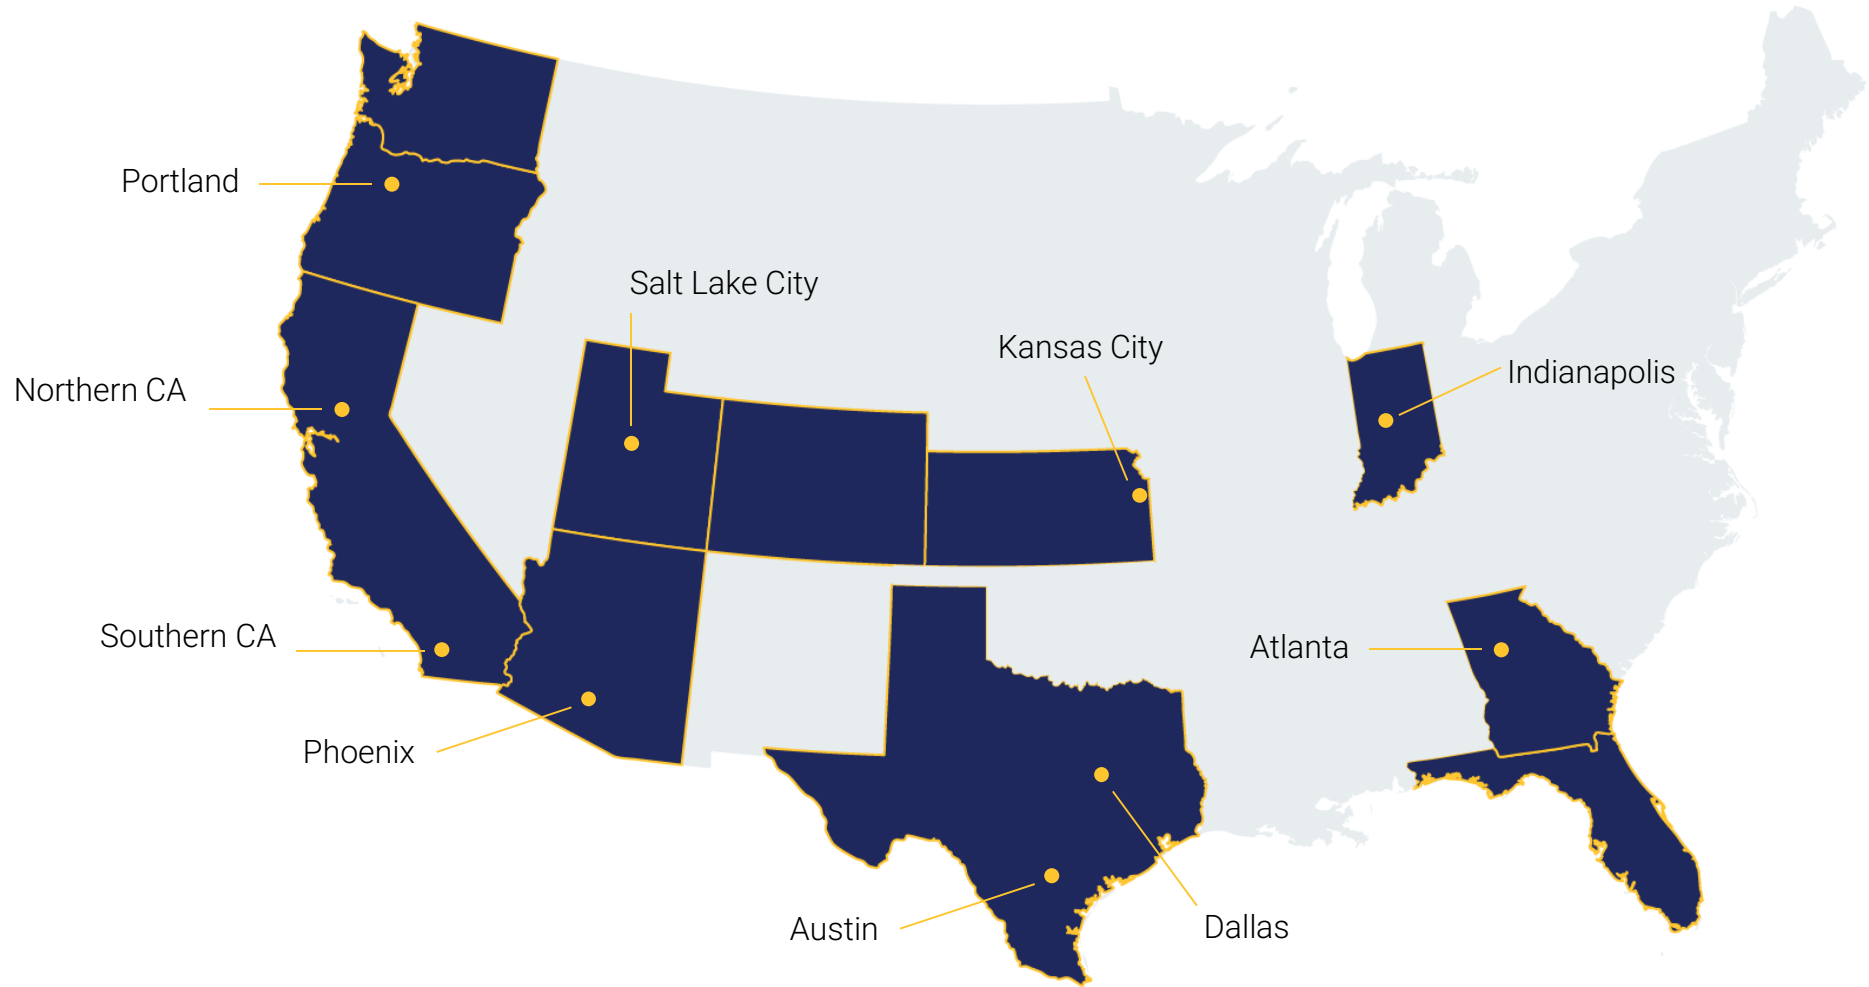 Portland
Salt Lake City
Kansas City
Indianapolis
Northern CA
Southern CA
Atlanta
Phoenix
Austin
Dallas